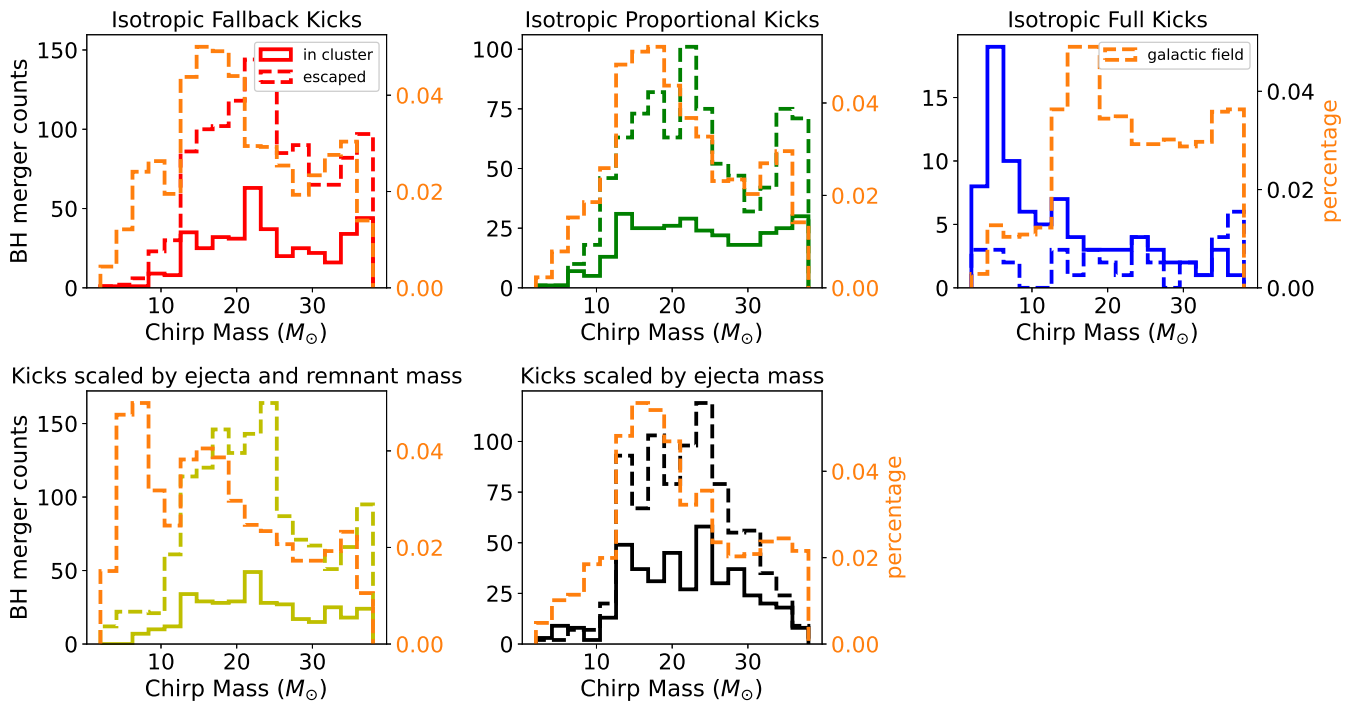 Isotropic Fallback Kicks
150
100
50
0
BH merger counts
in cluster
escaped
0.04
0.02
0.00
10 20 30
Chirp Mass (M⊙)
Isotropic Proportional Kicks
100
75
50
25
0
0.04
0.02
0.00
10 20 30
Chirp Mass (M⊙)
Isotropic Full Kicks
15
10
5
0
galactic field
0.04
0.02
0.00
percentage
10 20 30
Chirp Mass (M⊙)
Kicks scaled by ejecta and remnant mass
150
100
50
0
BH merger counts
0.04
0.02
0.00
10 20 30
Chirp Mass (M⊙)
Kicks scaled by ejecta mass
100
75
50
25
0
0.04
0.02
0.00
percentage
10 20 30
Chirp Mass (M⊙)